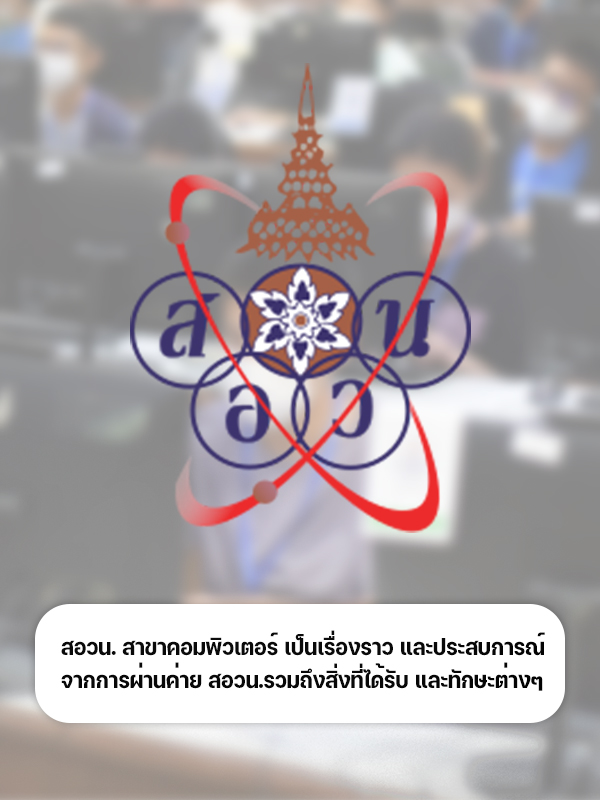 ส น
อ ว
สอวน. สาขาคอมพิวเตอร์ เป็นเรื่องราว และประสบการณ์
จากการผ่านค่าย สอวน.รวมถึงสิ่งที่ได้รับ และทักษะต่างๆ